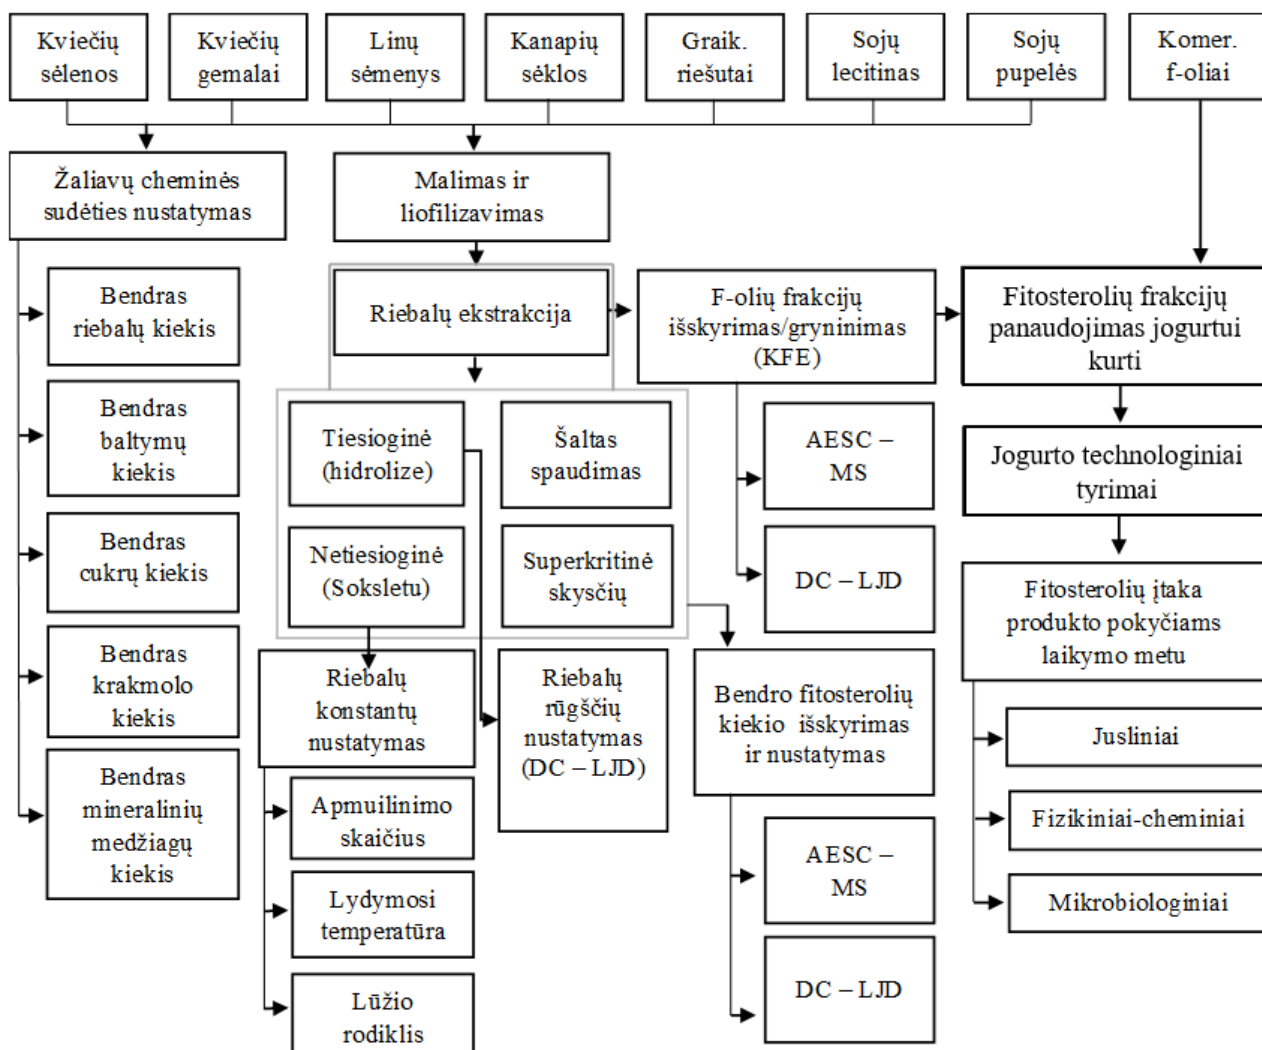 Kviečių
sėlenos
Kviečių
gemalai
Linų
sėmenys
Kanapių
sėklos
Graik.
riešutai
Sojų
lecitinas
Sojų
pupelės
Komer.
f-oliai
Žaliavų cheminės
sudėties nustatymas
Malimas ir
liofilizavimas
Bendras
riebalų kiekis
Bendras
baltymų
kiekis
Bendras
cukrų kiekis
Bendras
krakmolo
kiekis
Bendras
mineralinių
medžiagų
kiekis
Riebalų ekstrakcija
F-olių frakcijų
išskyrimas/gryninimas
(KFE)
Fitosterolių frakcijų
panaudojimas jogurtui
kurti
Tiesioginė
(hidrolize)
Šaltas
spaudimas
Netiesioginė
(Soksletu)
Superkritinė
skysčių
AESC –
MS
DC – LJD
Jogurto technologiniai
tyrimai
Fitosterolių įtaka
produkto pokyčiams
laikymo metu
Riebalų
konstantų
nustatymas
Riebalų
rūgščių
nustatymas
(DC – LJD)
Bendro fitosterolių
kiekio išskyrimas
ir nustatymas
Jusliniai
Fizikiniai-cheminiai
Mikrobiologiniai
Apmuilinimo
skaičius
Lydymosi
temperatūra
Lūžio
rodiklis
AESC –
MS
DC – LJD